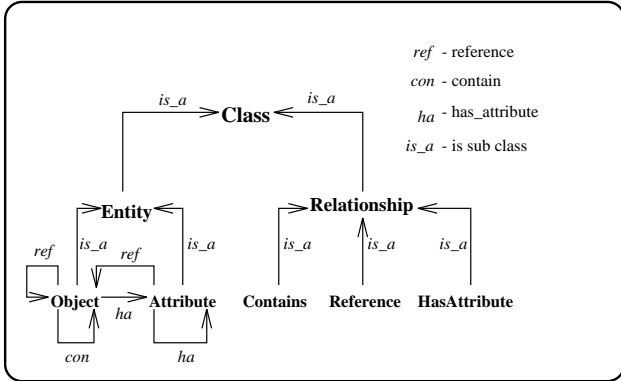 ref - reference
con - contain
ha - has_attribute
is_a - is sub class
is_a is_a
Class
Entity Relationship
ref is_a ref is_a is_a is_a is_a
Object ha Attribute Contains Reference HasAttribute
con ha